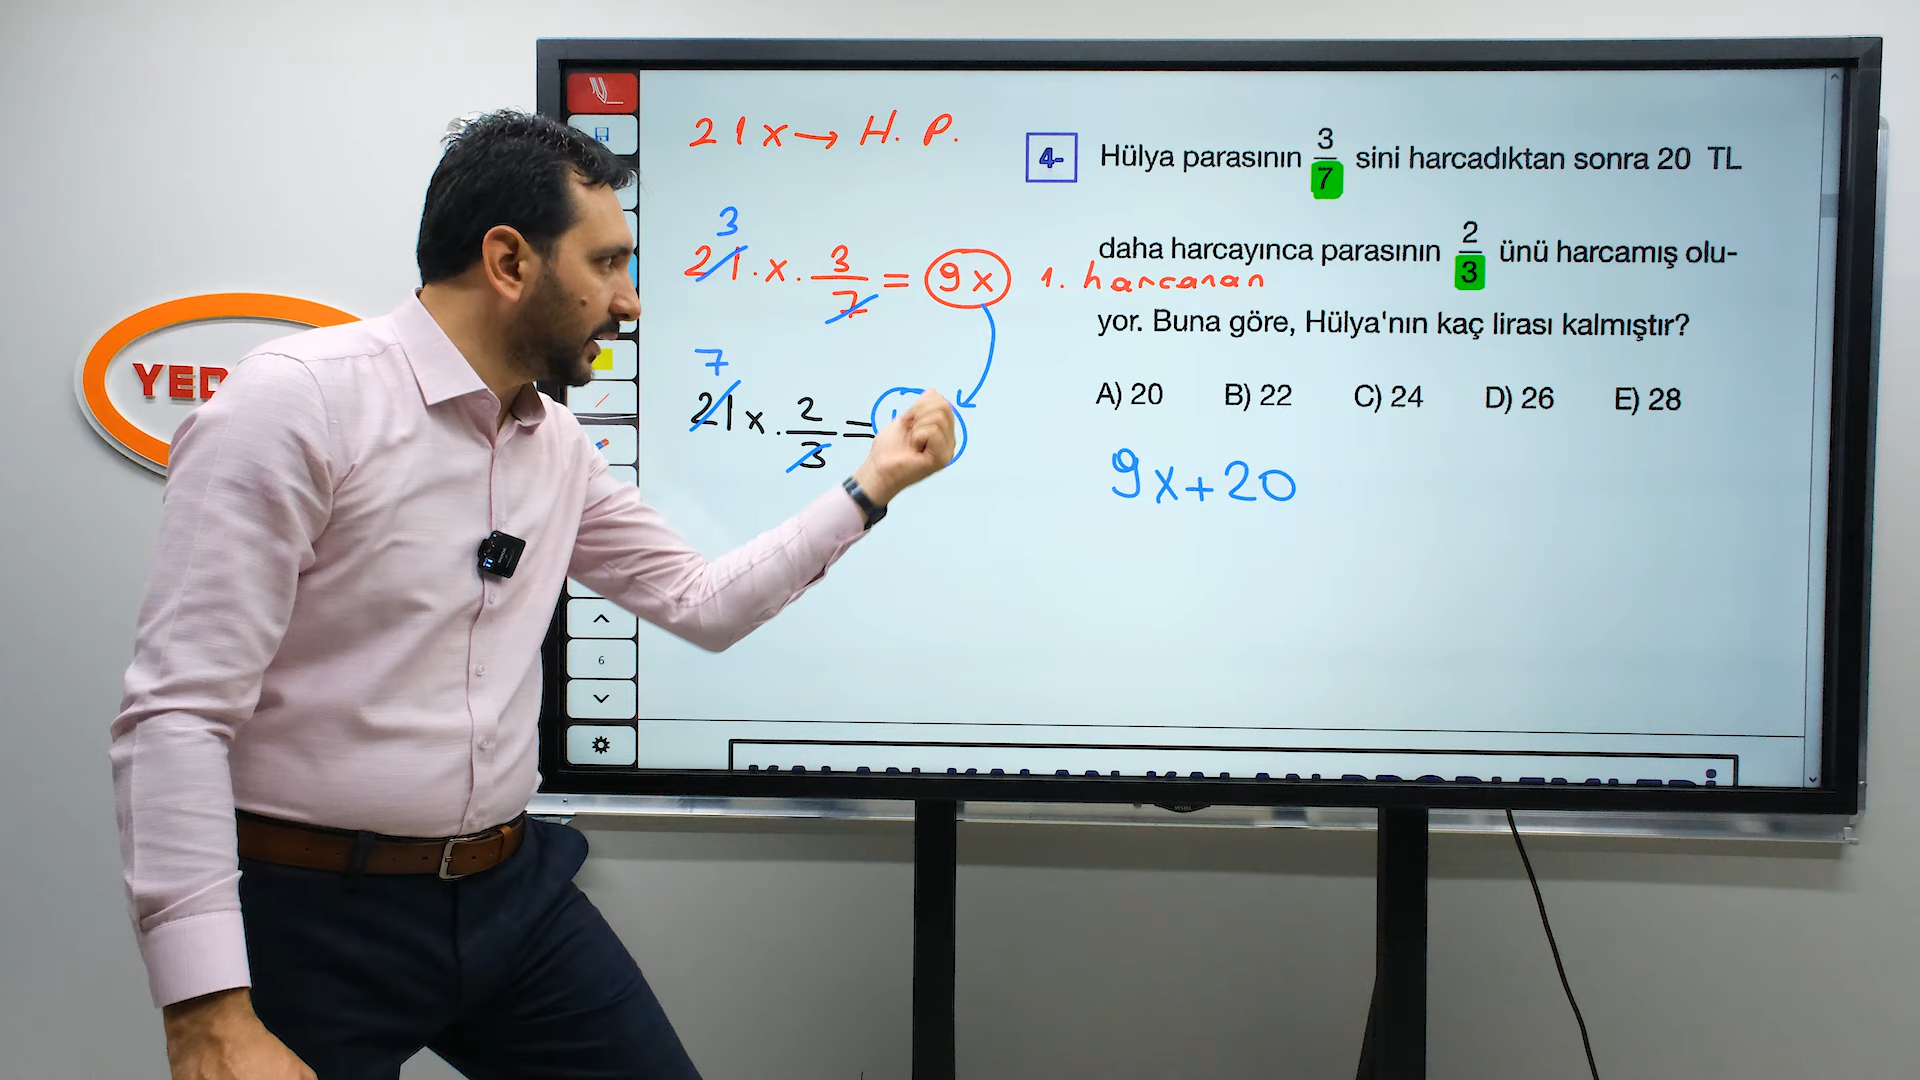 21x → H. P.
3
21 . x . 3/7 = 9x 1. harcanan
7
21 x . 2/3 =
4- Hülya parasının 3/7 sini harcadıktan sonra 20 TL
daha harcayınca parasının 2/3 ünü harcamış olu-
yor. Buna göre, Hülya'nın kaç lirası kalmıştır?
A) 20 B) 22 C) 24 D) 26 E) 28
9x+20
6